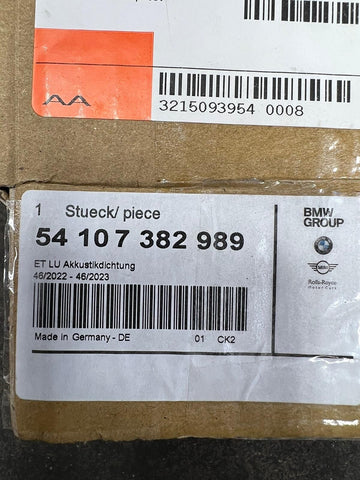 AA
3215093954 0008
1 Stueck/ piece
54 10 7 382 989
ET LU Akkustikdichtung
46/2022 - 46/2023
Made in Germany - DE 01 CK2
BMW
GROUP
MINI
Rolls-Royce
Motor Cars